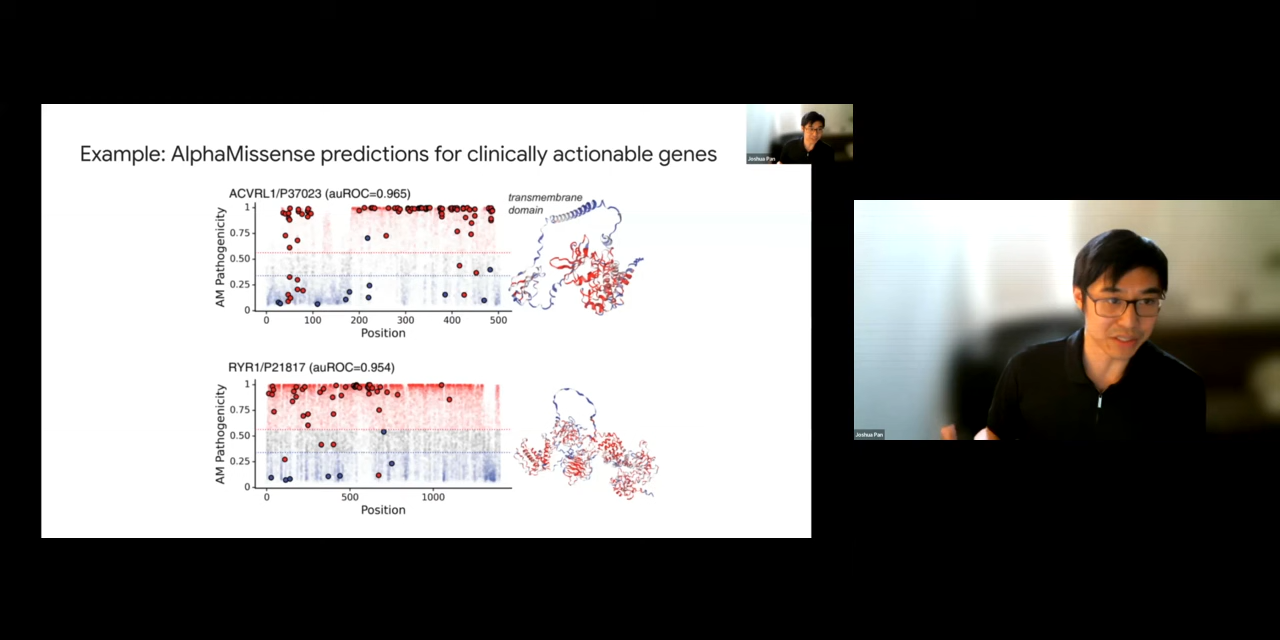 Example: AlphaMissense predictions for clinically actionable genes
Joshua Pan
ACVRL1/P37023 (auROC=0.965)
transmembrane
domain
AM Pathogenicity
1
0.75
0.50
0.25
0
0 100 200 300 400 500
Position
RYR1/P21817 (auROC=0.954)
AM Pathogenicity
1
0.75
0.50
0.25
0
0 500 1000
Position
Joshua Pan